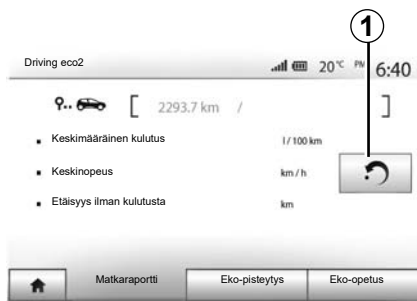 1
Driving eco2 20°C PM 6:40
[ 2293.7 km / ]
Keskimääräinen kulutus l/100 km
Keskinopeus km/h
Etäisyys ilman kulutusta km
Matkaraportti Eko-pisteytys Eko-opetus